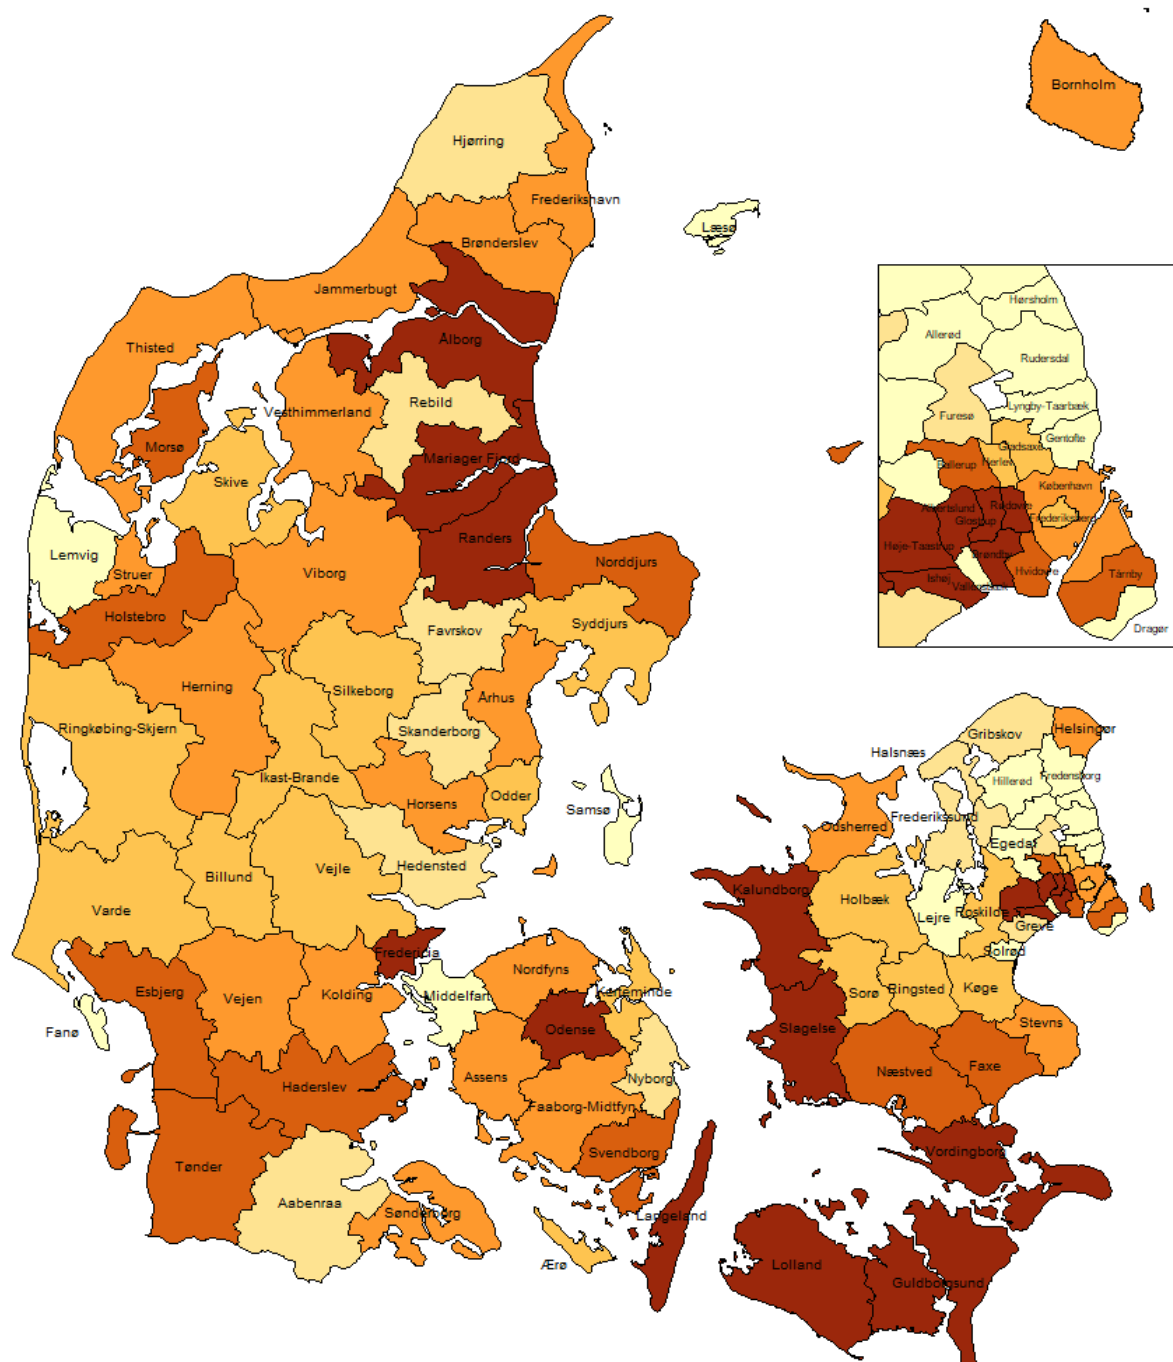 Bornholm
Hjørring
Frederikshavn
Læsø
Brønderslev
Jammerbugt
Hørsholm
Allerød
Ålborg
Thisted
Rudersdal
Rebild
Lyngby-Taarbæk
Vesthimmerland
Furesø
Gentofte
Morsø
Gladsaxe
Mariager Fjord
Ballerup
Herlev
Skive
København
Albertslund
Rødovre
Glostrup
Frederiksberg
Randers
Høje-Taastrup
Brøndby
Lemvig
Norddjurs
Struer
Viborg
Hvidovre
Tårnby
Ishøj
Vallensbæk
Holstebro
Favrskov
Syddjurs
Dragør
Herning
Silkeborg
Århus
Ringkøbing-Skjern
Skanderborg
Gribskov
Helsingør
Halsnæs
Ikast-Brande
Hillerød
Fredensborg
Horsens
Odder
Samsø
Frederikssund
Odsherred
Egedal
Hedensted
Vejle
Billund
Kalundborg
Holbæk
Varde
Lejre
Roskilde
Greve
Fredericia
Solrød
Nordfyns
Esbjerg
Vejen
Kolding
Middelfart
Kerteminde
Sorø
Ringsted
Køge
Fanø
Odense
Slagelse
Stevns
Nyborg
Næstved
Faxe
Haderslev
Assens
Faaborg-Midtfyn
Svendborg
Vordingborg
Tønder
Aabenraa
Sønderborg
Langeland
Ærø
Lolland
Guldborgsund